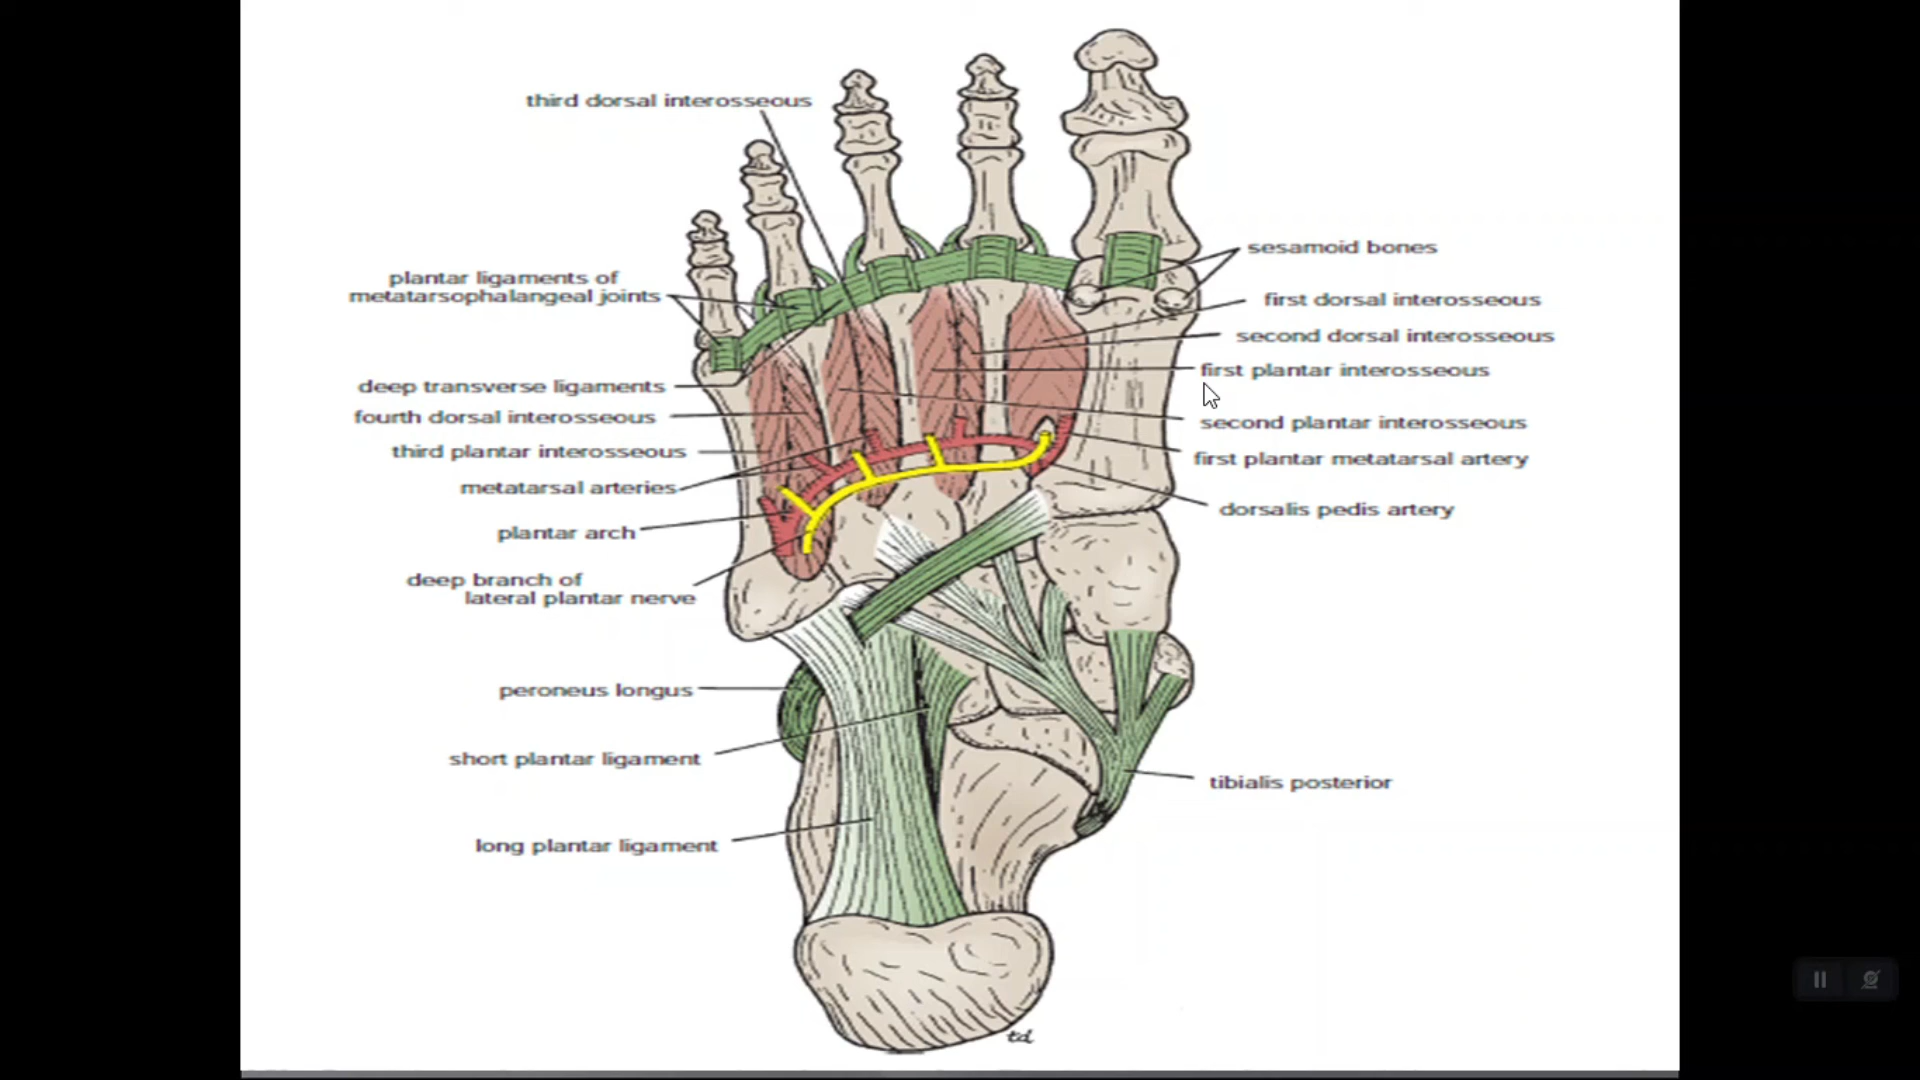 third dorsal interosseous
plantar ligaments of
metatarsophalangeal joints
deep transverse ligaments
fourth dorsal interosseous
third plantar interosseous
metatarsal arteries
plantar arch
deep branch of
lateral plantar nerve
peroneus longus
short plantar ligament
long plantar ligament
sesamoid bones
first dorsal interosseous
second dorsal interosseous
first plantar interosseous
second plantar interosseous
first plantar metatarsal artery
dorsalis pedis artery
tibialis posterior
td